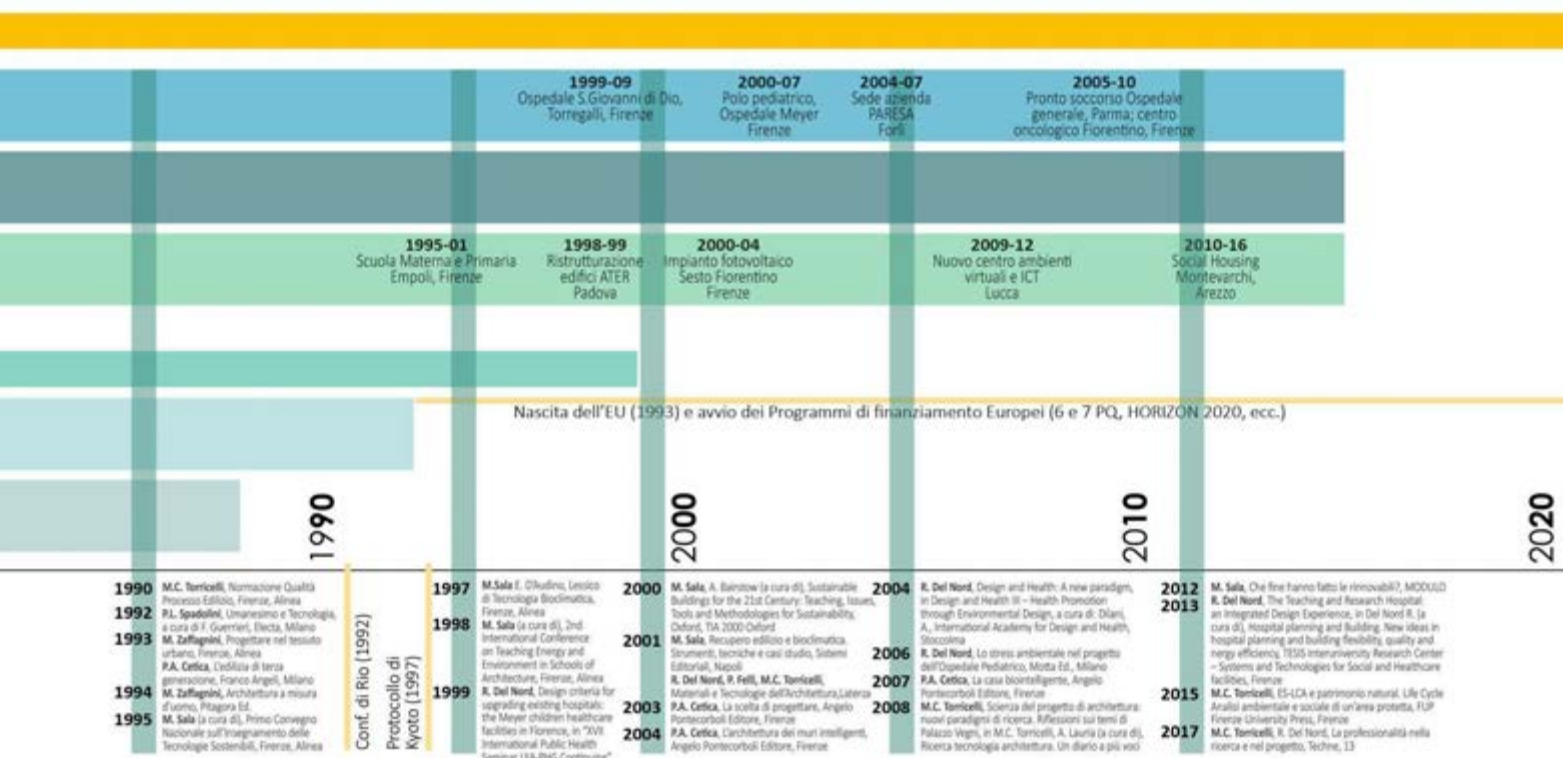 1999-09
Ospedale S.Giovanni di Dio,
Torregalli, Firenze
2000-07
Polo pediatrico,
Ospedale Meyer
Firenze
2004-07
Sede azienda
PARESA
Forlì
2005-10
Pronto soccorso Ospedale
generale, Parma; centro
oncologico Fiorentino, Firenze
1995-01
Scuola Materna e Primaria
Empoli, Firenze
1998-99
Ristrutturazione
edifici ATER
Padova
2000-04
Impianto fotovoltaico
Sesto Fiorentino
Firenze
2009-12
Nuovo centro ambienti
virtuali e ICT
Lucca
2010-16
Social Housing
Montevarchi,
Arezzo
Nascita dell'EU (1993) e avvio dei Programmi di finanziamento Europei (6 e 7 PQ, HORIZON 2020, ecc.)
1990
2000
2010
2020
1990 M.C. Torricelli, Normazione Qualità
Processo Edilizio, Firenze, Alinea
1992 P.L. Spadolini, Umanesimo e Tecnologia,
a cura di F. Guerrieri, Electa, Milano
1993 M. Zaffagnini, Progettare nel tessuto
urbano, Firenze, Alinea
P.A. Cetica, L'edilizia di terza
generazione, Franco Angeli, Milano
1994 M. Zaffagnini, Architettura a misura
d'uomo, Pitagora Ed.
1995 M. Sala (a cura di), Primo Convegno
Nazionale sull'Insegnamento delle
Tecnologie Sostenibili, Firenze, Alinea
Conf. di Rio (1992)
Protocollo di
Kyoto (1997)
1997 M.Sala E. D'Audino, Lessico
di Tecnologia Bioclimatica,
Firenze, Alinea
1998 M. Sala (a cura di), 2nd
International Conference
on Teaching Energy and
Environment in Schools of
Architecture, Firenze, Alinea
1999 R. Del Nord, Design criteria for
upgrading existing hospitals:
the Meyer children healthcare
facilities in Florence, in "XVII
International Public Health
Seminar UIA-PHG Continuing"
2000 M. Sala, A. Bairstow (a cura di), Sustainable
Buildings for the 21st Century: Teaching, Issues,
Tools and Methodologies for Sustainability,
Oxford, TIA 2000 Oxford
2001 M. Sala, Recupero edilizio e bioclimatica.
Strumenti, tecniche e casi studio, Sistemi
Editoriali, Napoli
R. Del Nord, P. Felli, M.C. Torricelli,
Materiali e Tecnologie dell'Architettura,Laterza
2003 P.A. Cetica, La scelta di progettare, Angelo
Pontecorboli Editore, Firenze
2004 P.A. Cetica, L'architettura dei muri intelligenti,
Angelo Pontecorboli Editore, Firenze
2004 R. Del Nord, Design and Health: A new paradigm,
in Design and Health III – Health Promotion
through Environmental Design, a cura di: Dilani,
A., International Academy for Design and Health,
Stoccolma
2006 R. Del Nord, Lo stress ambientale nel progetto
dell'Ospedale Pediatrico, Motta Ed., Milano
2007 P.A. Cetica, La casa biointelligente, Angelo
Pontecorboli Editore, Firenze
2008 M.C. Torricelli, Scienza del progetto di architettura:
nuovi paradigmi di ricerca. Riflessioni sui temi di
Palazzo Vegni, in M.C. Torricelli, A. Lauria (a cura di),
Ricerca tecnologia architettura. Un diario a più voci
2012 M. Sala, Che fine hanno fatto le rinnovabili?, MODULO
2013 R. Del Nord, The Teaching and Research Hospital:
an Integrated Design Experience, in Del Nord R. (a
cura di), Hospital planning and Building. New ideas in
hospital planning and building flexibility, quality and
nergy efficiency, TESIS Interuniversity Research Center
– Systems and Technologies for Social and Healthcare
facilities, Firenze
2015 M.C. Torricelli, ES-LCA e patrimonio natural. Life Cycle
Analisi ambientale e sociale di un'area protetta, FUP
Firenze University Press, Firenze
2017 M.C. Torricelli, R. Del Nord, La professionalità nella
ricerca e nel progetto, Techne, 13